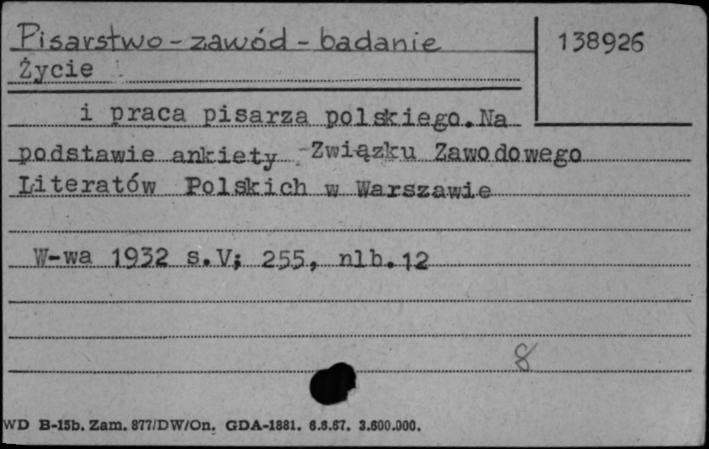 Pisarstwo - zawód - badanie
138926
Życie
i praca pisarza polskiego. Na
podstawie ankiety Związku Zawodowego
Literatów Polskich w Warszawie
W-wa 1932 s.V; 255, nlb.12
8
WD B-15b. Zam. 877/DW/On. GDA-1881. 6.6.67. 3.600.000.